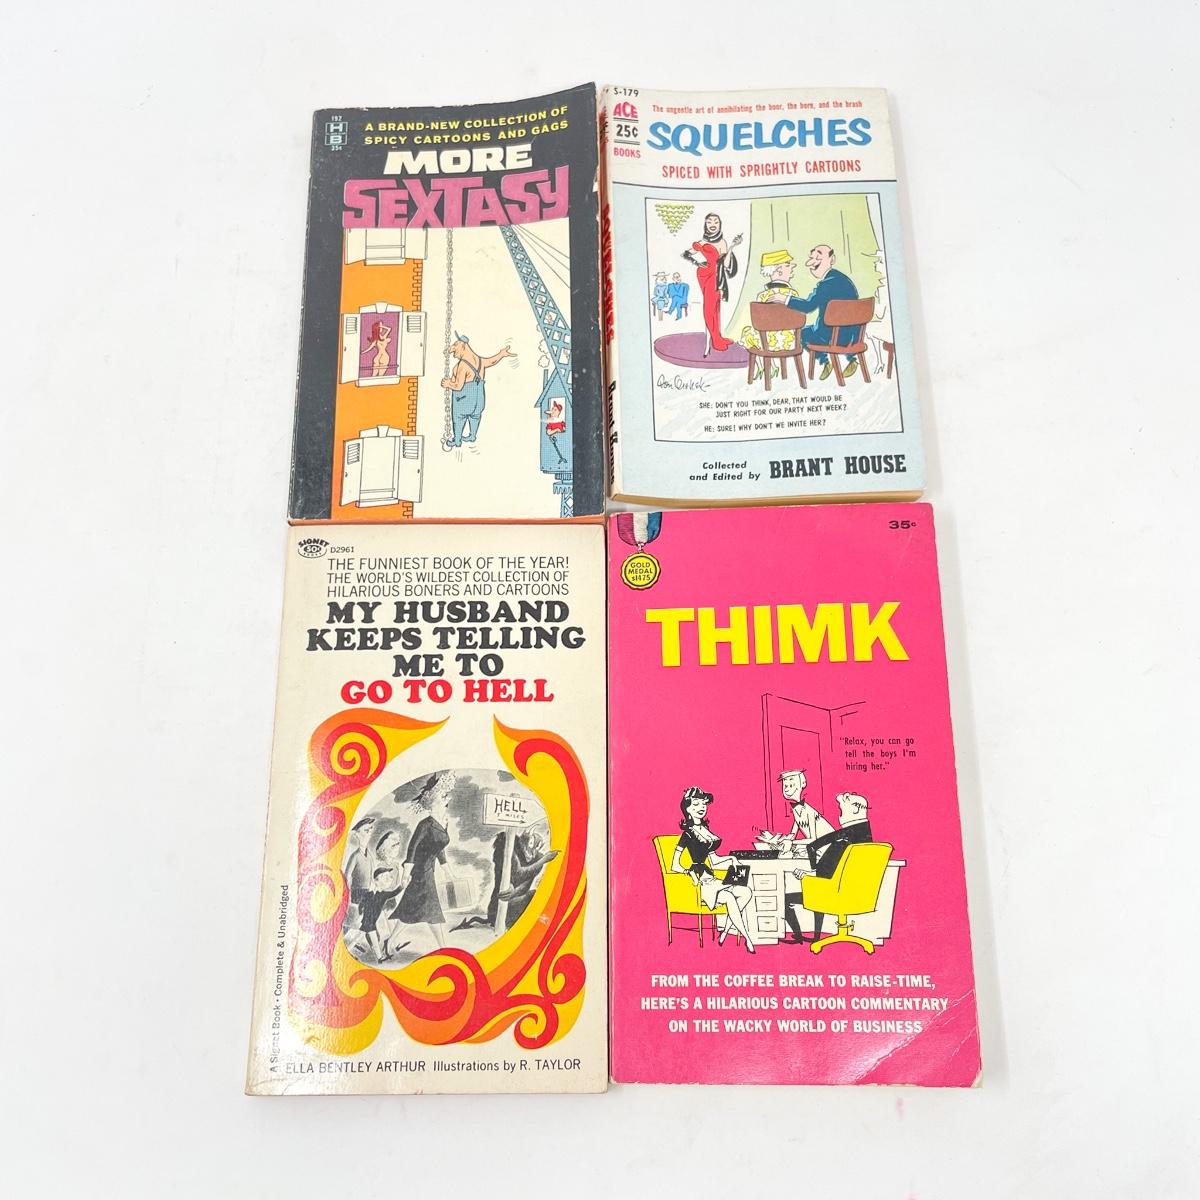 192
HB
35¢
A BRAND-NEW COLLECTION OF
SPICY CARTOONS AND GAGS
MORE
SEXTASY
S-179
ACE
25¢
BOOKS
The ungentle art of annihilating the boor, the bore, and the brash
SQUELCHES
SPICED WITH SPRIGHTLY CARTOONS
SHE: DON'T YOU THINK, DEAR, THAT WOULD BE
JUST RIGHT FOR OUR PARTY NEXT WEEK?
HE: SURE! WHY DON'T WE INVITE HER?
Collected
and Edited by BRANT HOUSE
SIGNET
50¢
BOOKS
D2961
THE FUNNIEST BOOK OF THE YEAR!
THE WORLD'S WILDEST COLLECTION OF
HILARIOUS BONERS AND CARTOONS
MY HUSBAND
KEEPS TELLING
ME TO
GO TO HELL
HELL
7 MILES
A Signet Book • Complete & Unabridged
ELLA BENTLEY ARTHUR Illustrations by R. TAYLOR
35¢
GOLD
MEDAL
s1475
THIMK
"Relax, you can go
tell the boys I'm
hiring her."
FROM THE COFFEE BREAK TO RAISE-TIME,
HERE'S A HILARIOUS CARTOON COMMENTARY
ON THE WACKY WORLD OF BUSINESS